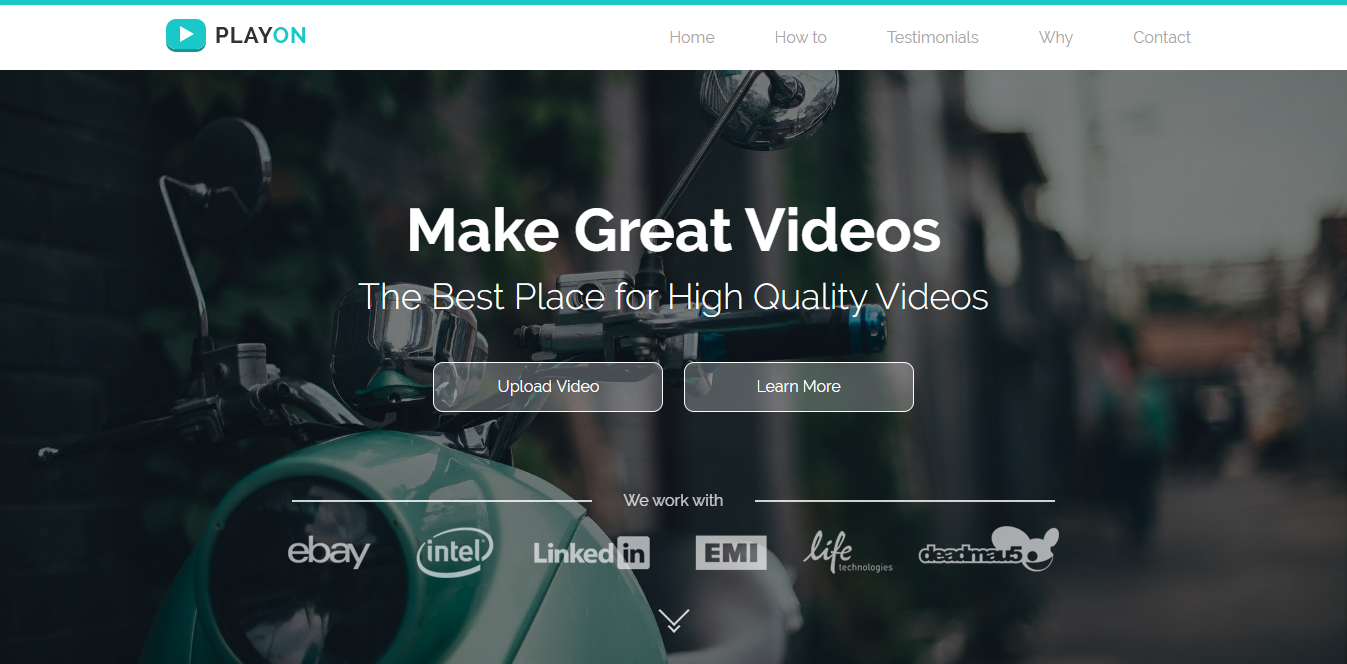 PLAYON
Home How to Testimonials Why Contact
Make Great Videos
The Best Place for High Quality Videos
Upload Video Learn More
We work with
ebay intel LinkedIn EMI life technologies deadmau5